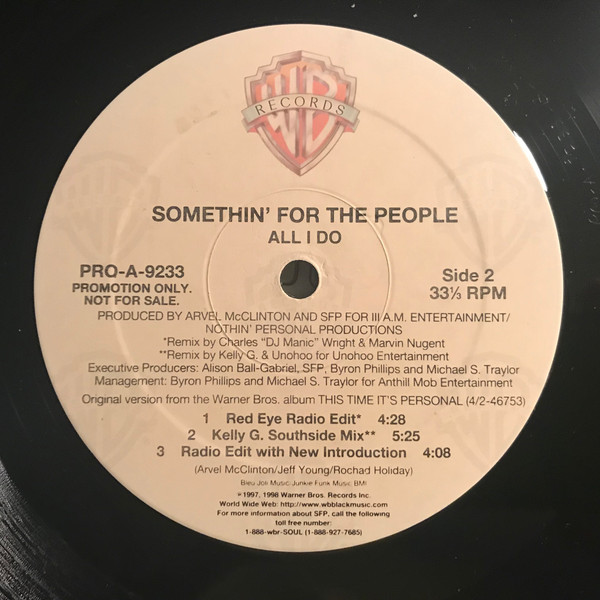 WB
RECORDS
SOMETHIN' FOR THE PEOPLE
ALL I DO
PRO-A-9233
PROMOTION ONLY.
NOT FOR SALE.
Side 2
33⅓ RPM
PRODUCED BY ARVEL McCLINTON AND SFP FOR III A.M. ENTERTAINMENT/
NOTHIN' PERSONAL PRODUCTIONS
*Remix by Charles "DJ Manic" Wright & Marvin Nugent
**Remix by Kelly G. & Unohoo for Unohoo Entertainment
Executive Producers: Alison Ball-Gabriel, SFP, Byron Phillips and Michael S. Traylor
Management: Byron Phillips and Michael S. Traylor for Anthill Mob Entertainment
Original version from the Warner Bros. album THIS TIME IT'S PERSONAL (4/2-46753)
1 Red Eye Radio Edit* 4:28
2 Kelly G. Southside Mix** 5:25
3 Radio Edit with New Introduction 4:08
(Arvel McClinton/Jeff Young/Rochad Holiday)
Bleu Jok Music/Junkie Funk Music BMI
℗1997, 1998 Warner Bros. Records Inc.
World Wide Web: http://www.wbblackmusic.com
For more information about SFP, call the following
toll free number:
1-888-wbr-SOUL (1-888-927-7685)